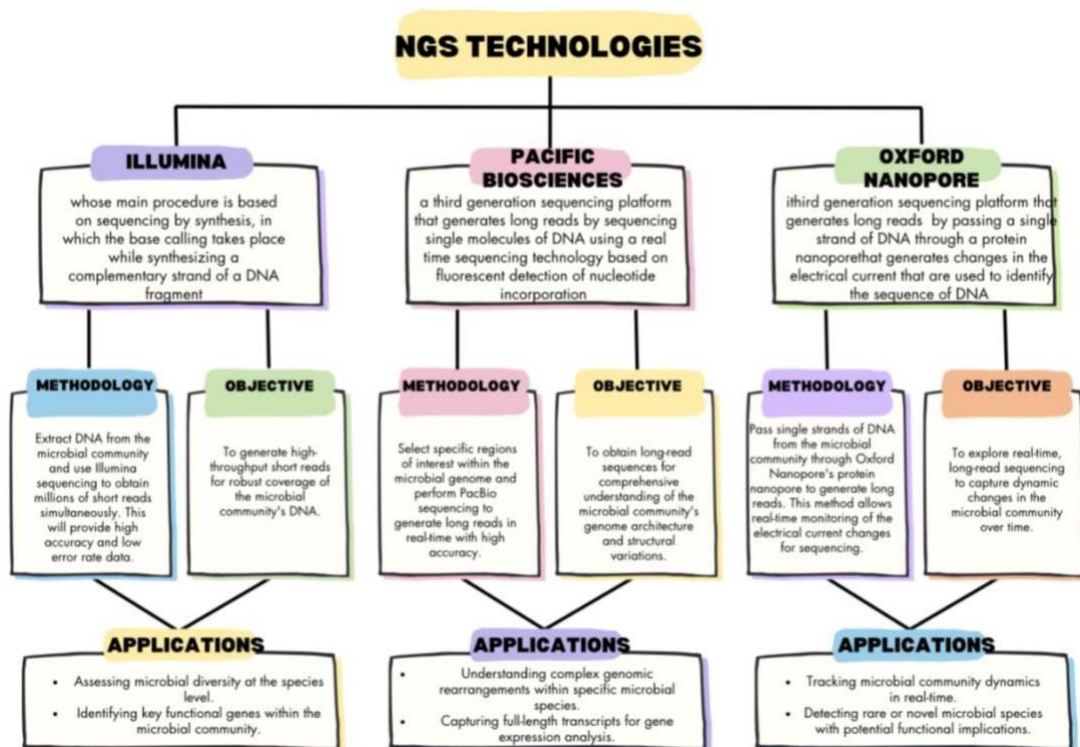 NGS TECHNOLOGIES
ILLUMINA
whose main procedure is based
on sequencing by synthesis, in
which the base calling takes place
while synthesizing a
complementary strand of a DNA
fragment
PACIFIC
BIOSCIENCES
a third generation sequencing platform
that generates long reads by sequencing
single molecules of DNA using a real
time sequencing technology based on
fluorescent detection of nucleotide
incorporation
OXFORD
NANOPORE
ithird generation sequencing platform that
generates long reads by passing a single
strand of DNA through a protein
nanoporethat generates changes in the
electrical current that are used to identify
the sequence of DNA
METHODOLOGY
Extract DNA from the
microbial community
and use Illumina
sequencing to obtain
millions of short reads
simultaneously. This
will provide high
accuracy and low
error rate data.
OBJECTIVE
To generate high-
throughput short reads
for robust coverage
of the microbial
community's DNA.
METHODOLOGY
Select specific regions
of interest within the
microbial genome and
perform PacBio
sequencing to
generate long reads in
real-time with high
accuracy.
OBJECTIVE
To obtain long-read
sequences for
comprehensive
understanding of the
microbial community's
genome architecture
and structural
variations.
METHODOLOGY
Pass single strands of DNA
from the microbial
community through Oxford
Nanopore's protein
nanopore to generate long
reads. This method allows
real-time monitoring of the
electrical current changes
for sequencing.
OBJECTIVE
To explore real-time,
long-read sequencing
to capture dynamic
changes in the
microbial community
over time.
APPLICATIONS
• Assessing microbial diversity at the species
level.
• Identifying key functional genes within the
microbial community.
APPLICATIONS
• Understanding complex genomic
rearrangements within specific microbial
species.
• Capturing full-length transcripts for gene
expression analysis.
APPLICATIONS
• Tracking microbial community dynamics
in real-time.
• Detecting rare or novel microbial species
with potential functional implications.